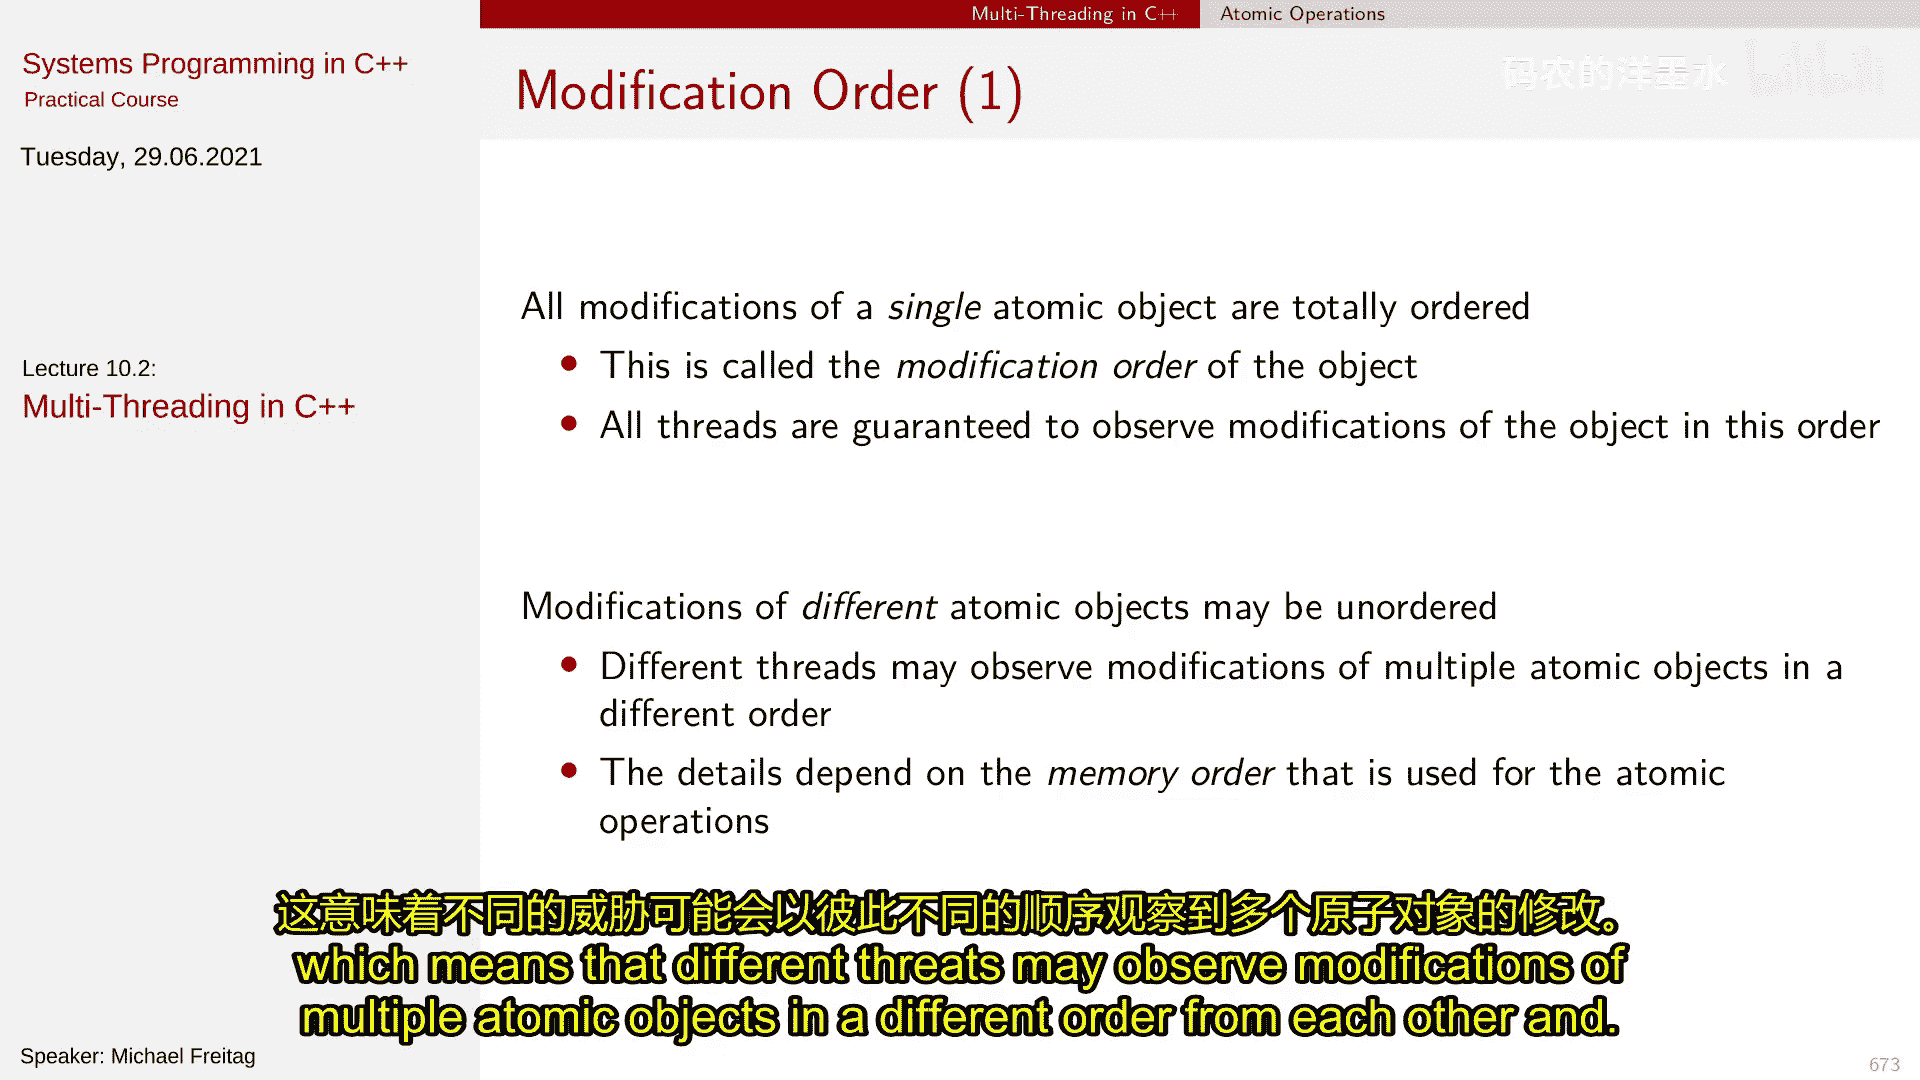 Multi-Threading in C++
Atomic Operations
Systems Programming in C++
Practical Course
Tuesday, 29.06.2021
Lecture 10.2:
Multi-Threading in C++
Speaker: Michael Freitag
Modification Order (1)
码农的洋墨水 bilibili
All modifications of a single atomic object are totally ordered
• This is called the modification order of the object
• All threads are guaranteed to observe modifications of the object in this order
Modifications of different atomic objects may be unordered
• Different threads may observe modifications of multiple atomic objects in a
different order
• The details depend on the memory order that is used for the atomic
operations
这意味着不同的威胁可能会以彼此不同的顺序观察到多个原子对象的修改。
which means that different threats may observe modifications of
multiple atomic objects in a different order from each other and.
673